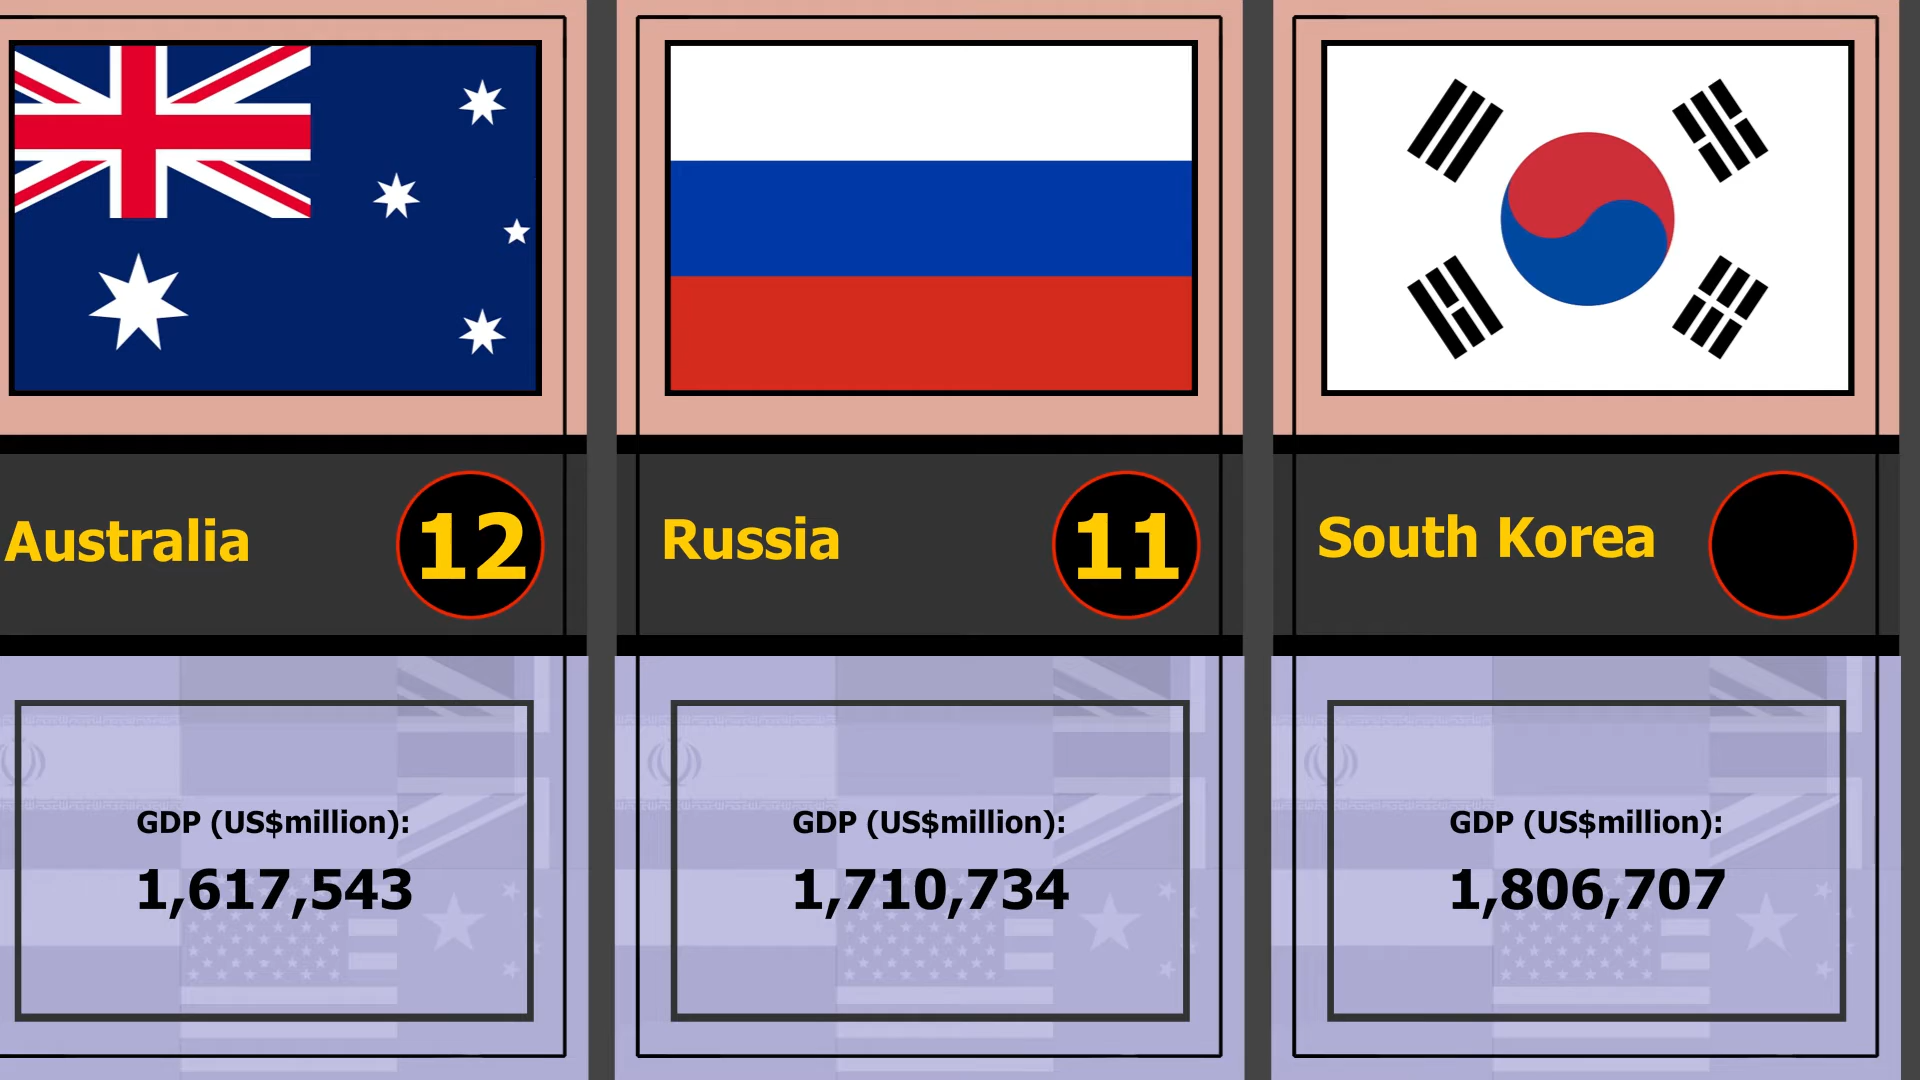 Australia
12
GDP (US$million):
1,617,543
Russia
11
GDP (US$million):
1,710,734
South Korea
GDP (US$million):
1,806,707